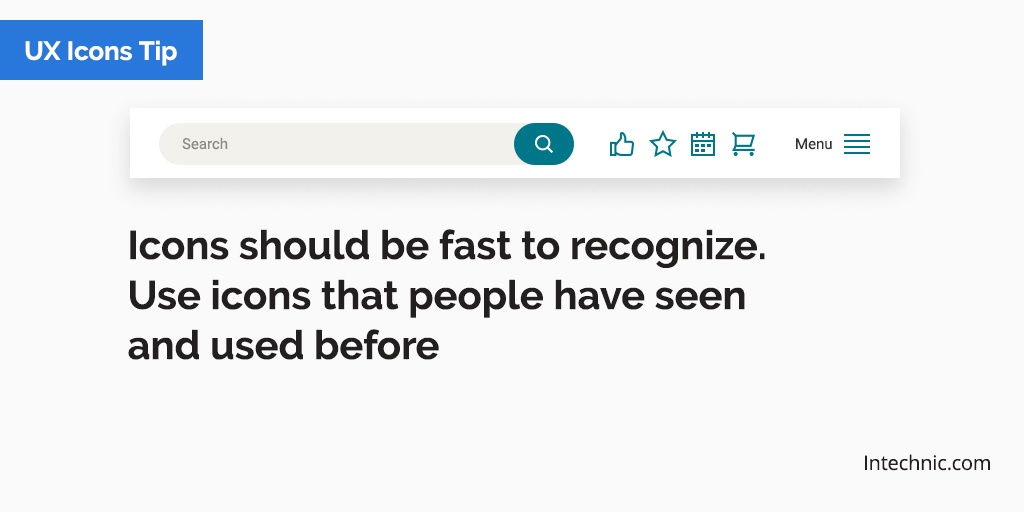 UX Icons Tip
Search
Menu
Icons should be fast to recognize.
Use icons that people have seen
and used before
Intechnic.com